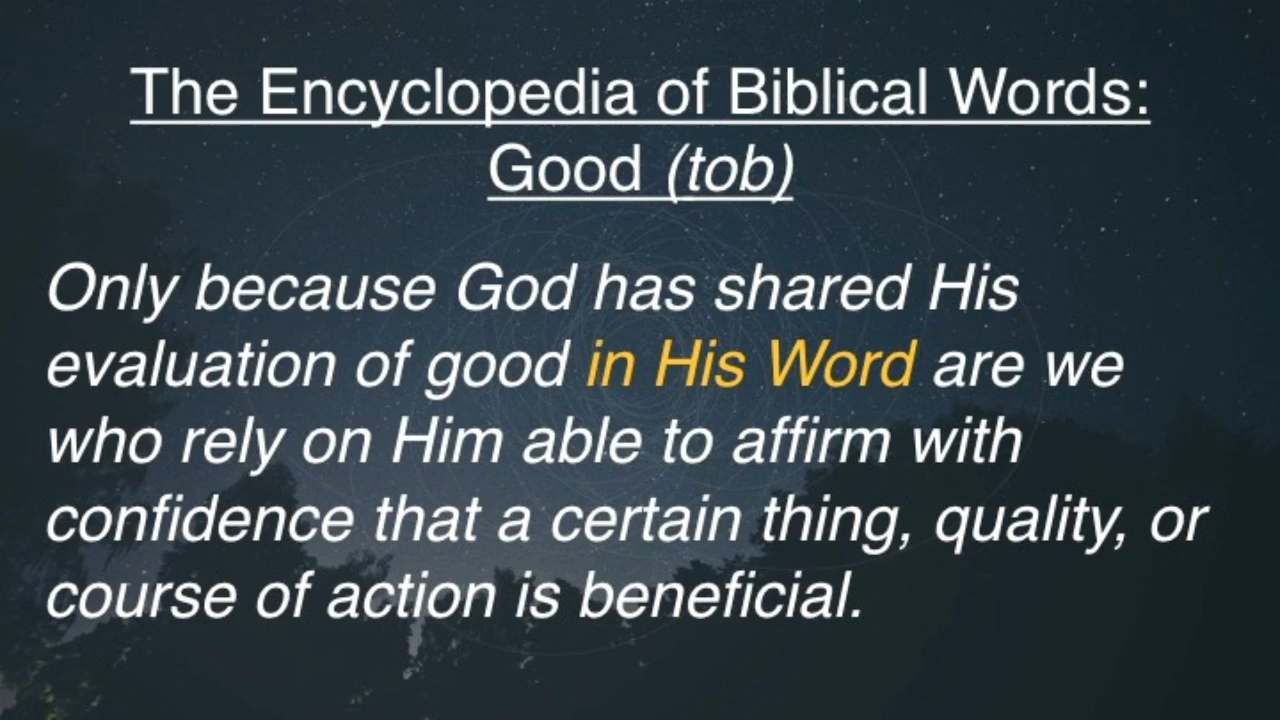 The Encyclopedia of Biblical Words:
Good (tob)
Only because God has shared His
evaluation of good in His Word are we
who rely on Him able to affirm with
confidence that a certain thing, quality, or
course of action is beneficial.